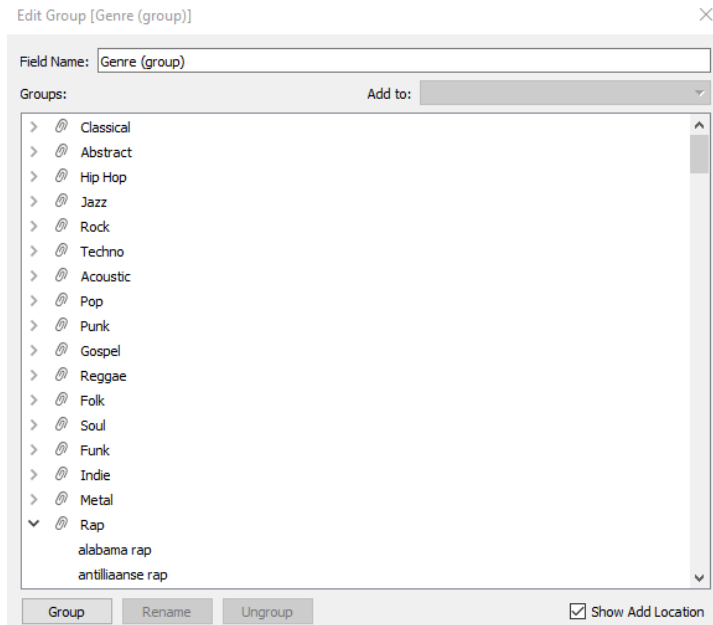 Edit Group [Genre (group)]
Field Name: Genre (group)
Groups: Add to:
Classical
Abstract
Hip Hop
Jazz
Rock
Techno
Acoustic
Pop
Punk
Gospel
Reggae
Folk
Soul
Funk
Indie
Metal
Rap
alabama rap
antilliaanse rap
Group Rename Ungroup Show Add Location